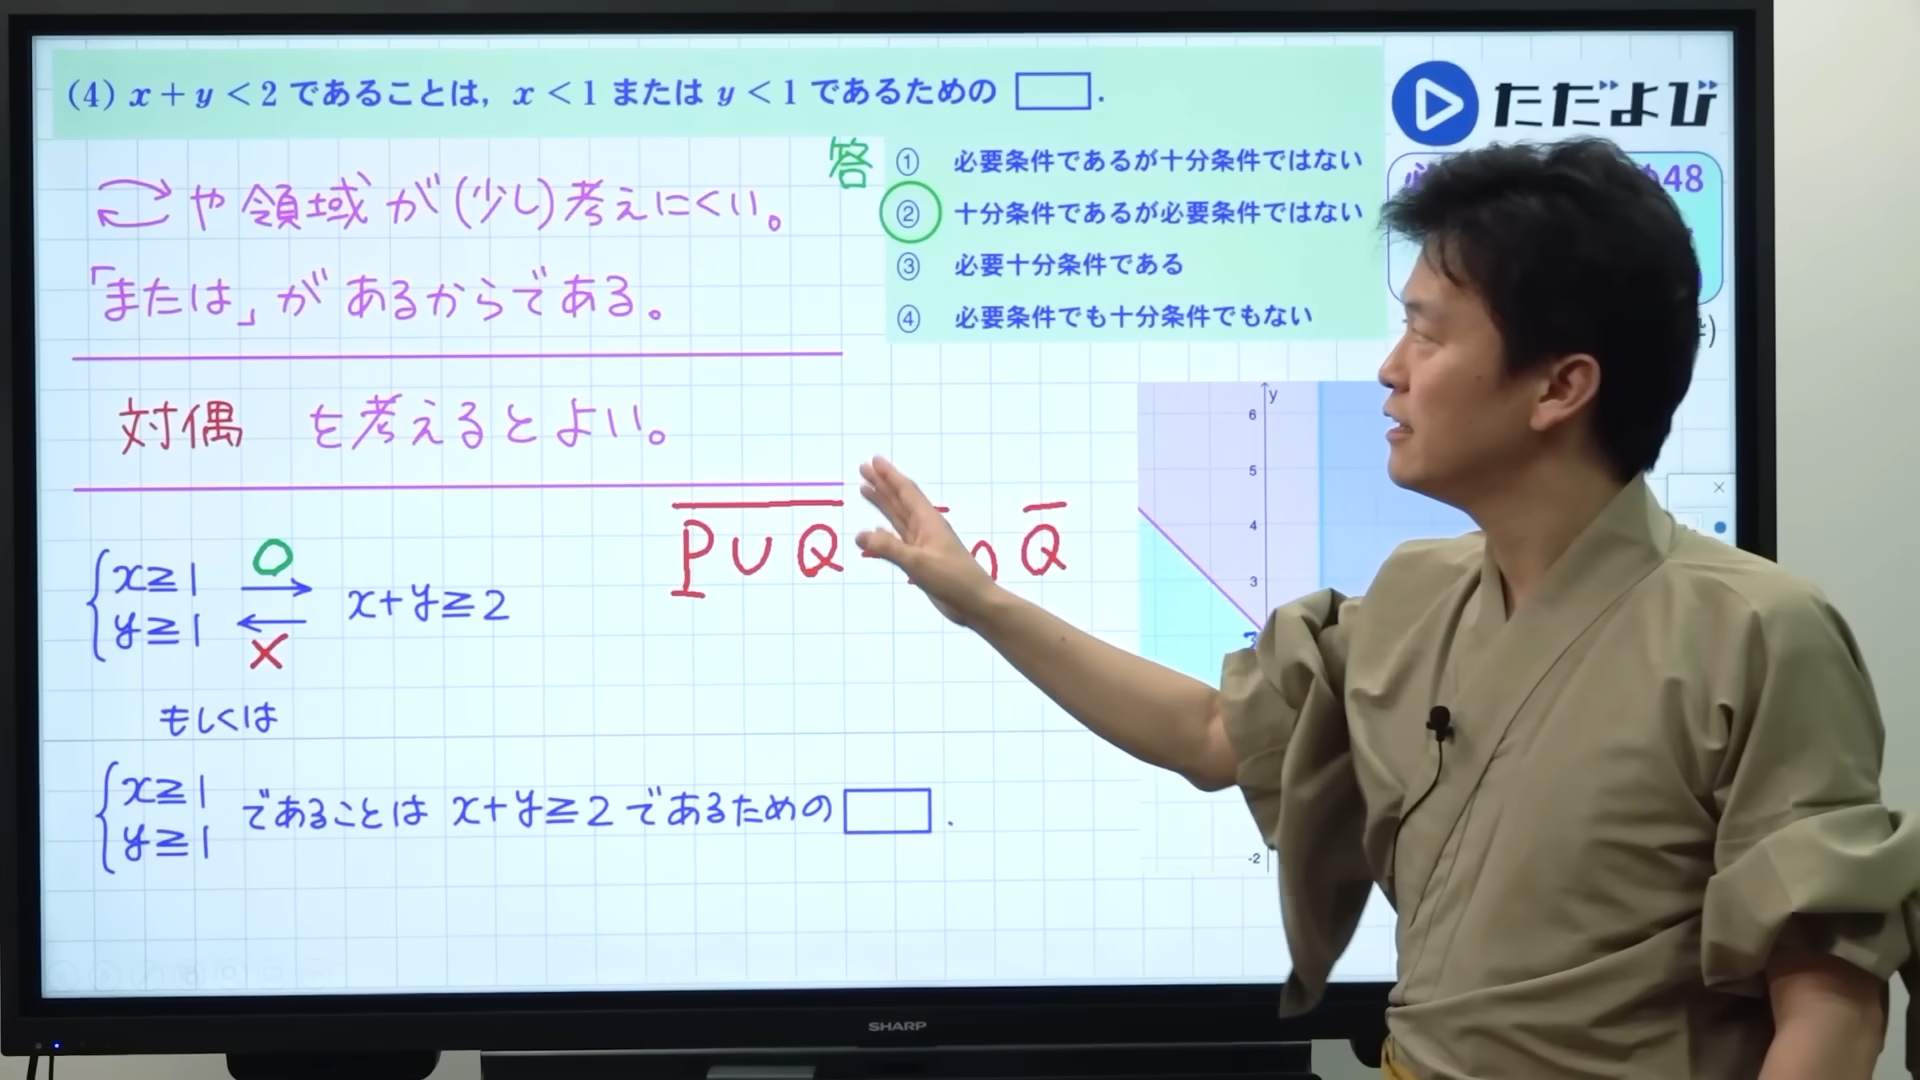 (4) x + y < 2 であることは, x < 1 または y < 1 であるための □ .
ただよび
答
① 必要条件であるが十分条件ではない
② 十分条件であるが必要条件ではない
③ 必要十分条件である
④ 必要条件でも十分条件でもない
48
⇄ や領域が(少し)考えにくい。
「または」があるからである。
対偶 を考えるとよい。
P∪Q
Q
x≧1
y≧1
○
→
←
×
x+y≧2
もしくは
x≧1
y≧1
であることは x+y≧2 であるための □ .
y
6
5
4
3
-2
SHARP